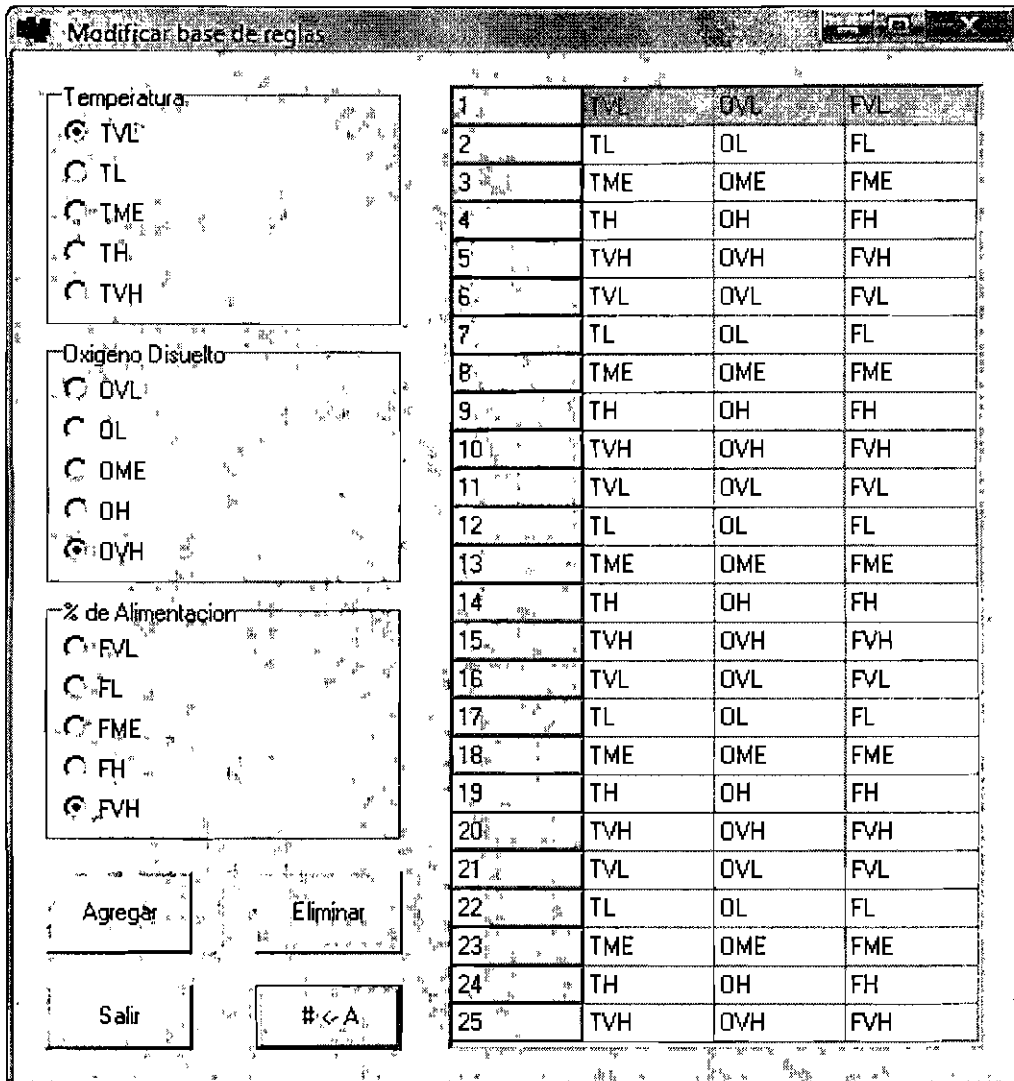 Modificar base de reglas
Temperatura
TVL
TL
TME
TH
TVH
Oxigeno Disuelto
OVL
OL
OME
OH
OVH
% de Alimentacion
FVL
FL
FME
FH
FVH
Agregar
Eliminar
Salir
#<-A
1 TVL OVL FVL
2 TL OL FL
3 TME OME FME
4 TH OH FH
5 TVH OVH FVH
6 TVL OVL FVL
7 TL OL FL
8 TME OME FME
9 TH OH FH
10 TVH OVH FVH
11 TVL OVL FVL
12 TL OL FL
13 TME OME FME
14 TH OH FH
15 TVH OVH FVH
16 TVL OVL FVL
17 TL OL FL
18 TME OME FME
19 TH OH FH
20 TVH OVH FVH
21 TVL OVL FVL
22 TL OL FL
23 TME OME FME
24 TH OH FH
25 TVH OVH FVH